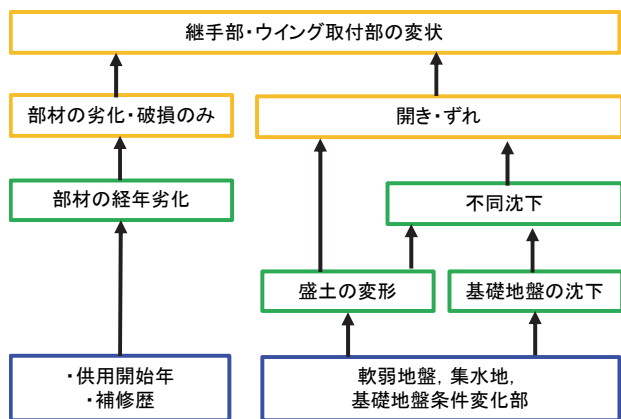 継手部・ウイング取付部の変状
部材の劣化・破損のみ
開き・ずれ
部材の経年劣化
不同沈下
盛土の変形
基礎地盤の沈下
・供用開始年
・補修歴
軟弱地盤, 集水地,
基礎地盤条件変化部